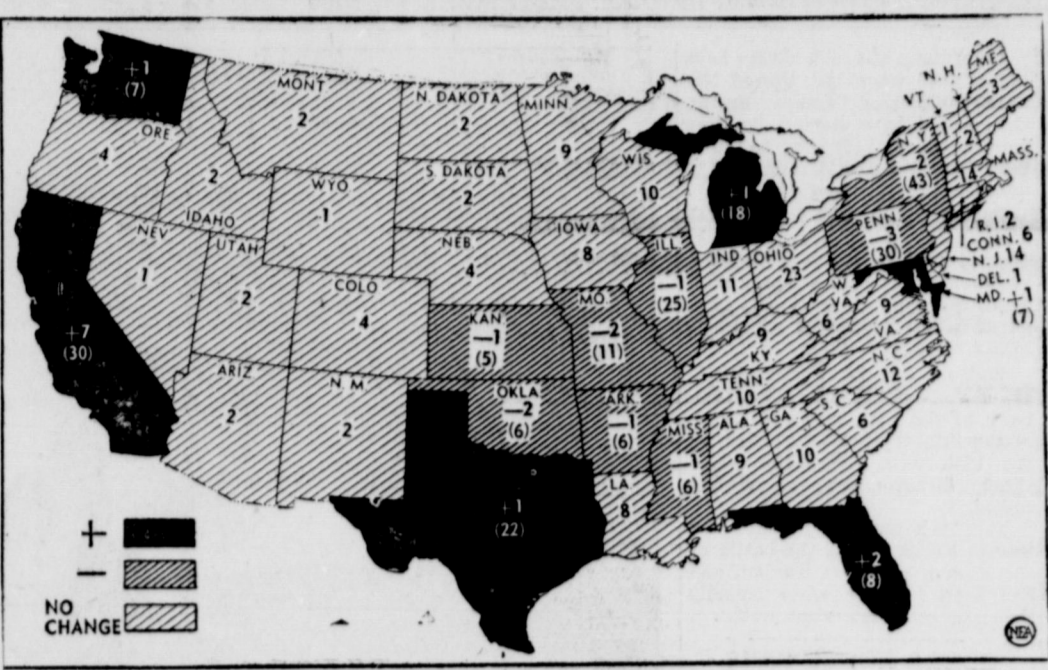 +1
(7)
MONT.
2
N. DAKOTA
2
MINN.
9
ORE.
4
2
IDAHO
WYO.
1
S. DAKOTA
2
WIS.
10
+1
(18)
VT.
1
N. H.
2
ME.
3
N. Y.
—2
(43)
MASS.
14
PENN.
—3
(30)
R. I. 2
CONN. 6
N. J. 14
DEL. 1
MD. +1
(7)
NEV.
1
UTAH
2
COLO.
4
NEB.
4
IOWA
8
ILL.
—1
(25)
IND.
11
OHIO
23
W.
VA.
6
9
VA.
+7
(30)
KAN.
—1
(5)
MO.
—2
(11)
9
KY.
N. C.
12
ARIZ.
2
N. M.
2
OKLA.
—2
(6)
ARK.
—1
(6)
TENN.
10
S. C.
6
MISS.
—1
(6)
ALA.
9
GA.
10
+1
(22)
LA.
8
+2
(8)
+
—
NO
CHANGE
NEA